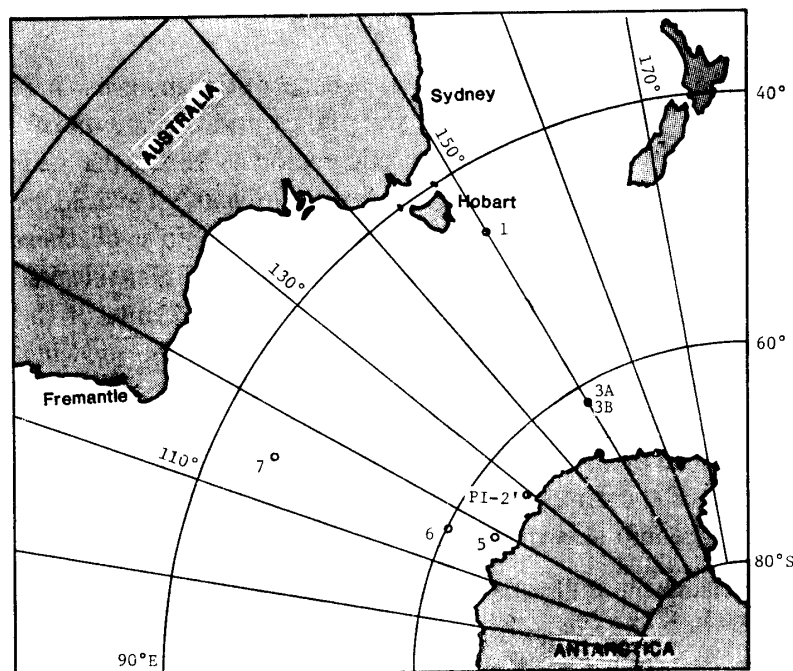 Sydney
170°
40°
AUSTRALIA
150°
Hobart
1
130°
60°
3A
3B
Fremantle
110°
7
PI-2'
6
5
80°S
ANTARCTICA
90°E